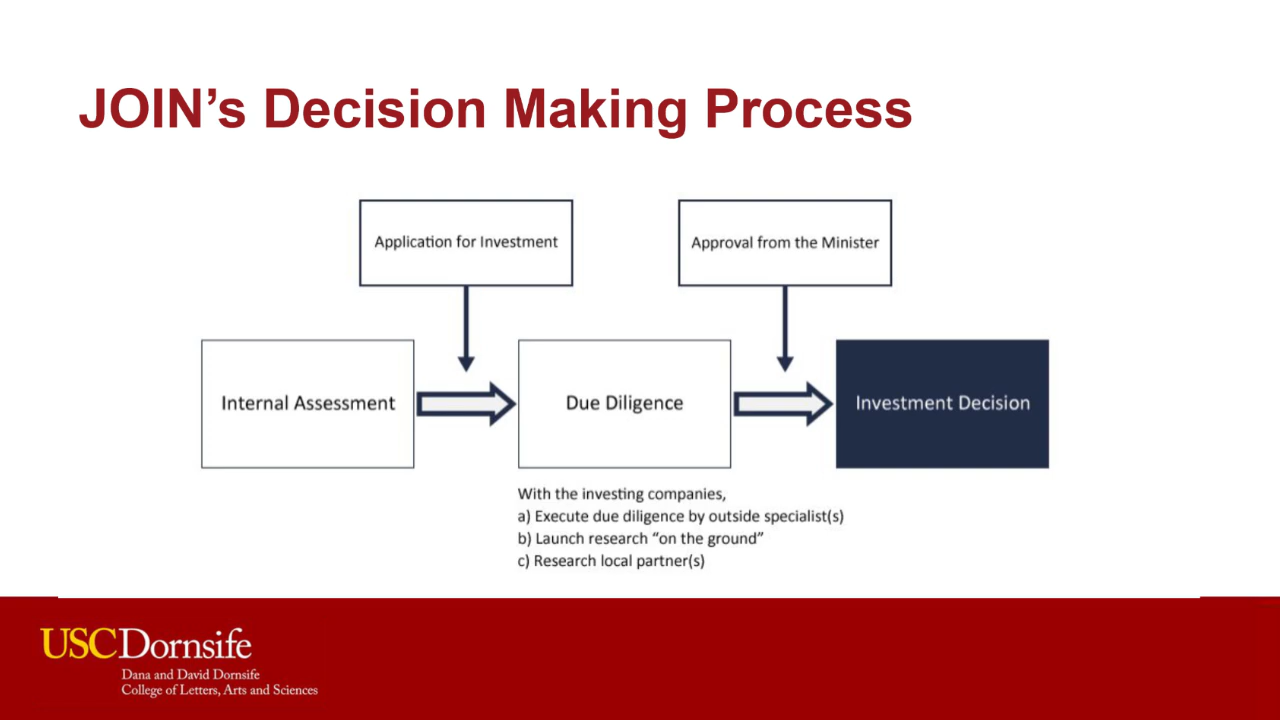 JOIN’s Decision Making Process
Application for Investment
Approval from the Minister
Internal Assessment
Due Diligence
Investment Decision
With the investing companies,
a) Execute due diligence by outside specialist(s)
b) Launch research “on the ground”
c) Research local partner(s)
USCDornsife
Dana and David Dornsife
College of Letters, Arts and Sciences